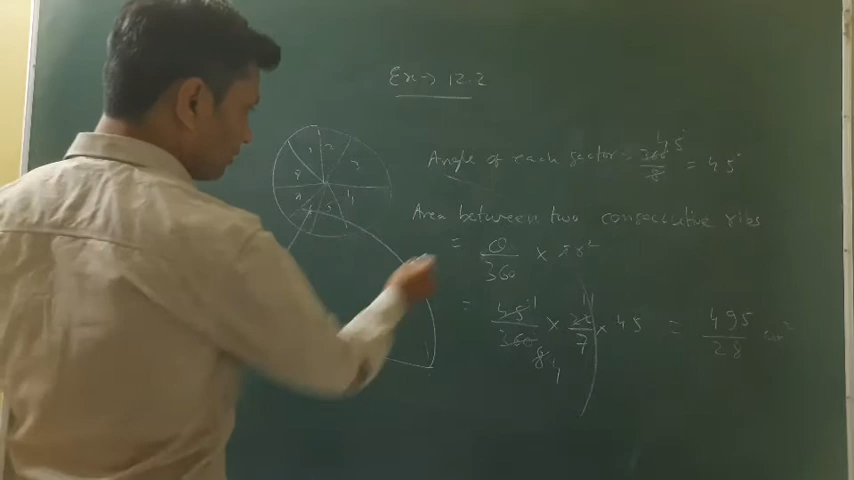 Ex → 12.2
Angle of each sector = 360/8 = 45°
Area between two consecutive ribs
= θ/360 × πr²
= 45/360 × 22/7 × 45 = 495/28 cm²